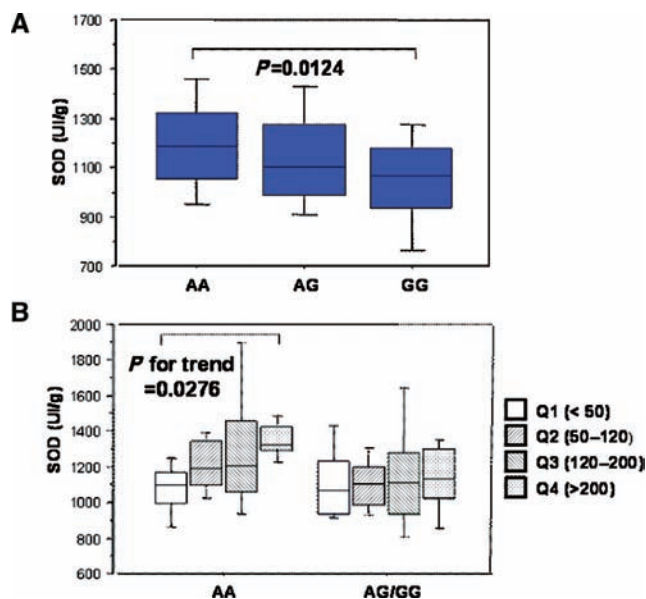 A
SOD (UI/g)
1700
1500
1300
1100
900
700
P=0.0124
AA
AG
GG
B
SOD (UI/g)
2000
1800
1600
1400
1200
1000
800
600
P for trend
=0.0276
AA
AG/GG
Q1 (< 50)
Q2 (50–120)
Q3 (120–200)
Q4 (>200)